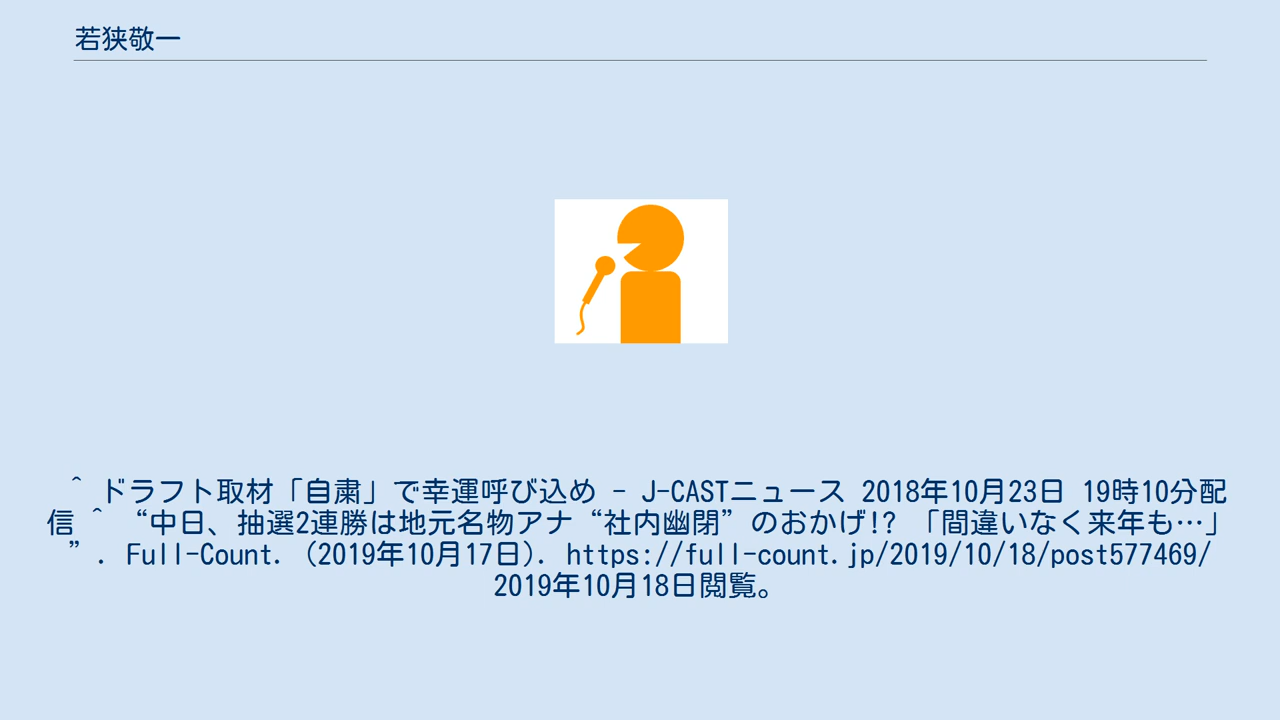 若狭敬一
^ ドラフト取材「自粛」で幸運呼び込め - J-CASTニュース 2018年10月23日 19時10分配
信 ^ “中日、抽選2連勝は地元名物アナ“社内幽閉”のおかげ!? 「間違いなく来年も…」
”. Full-Count. (2019年10月17日). https://full-count.jp/2019/10/18/post577469/
2019年10月18日閲覧。